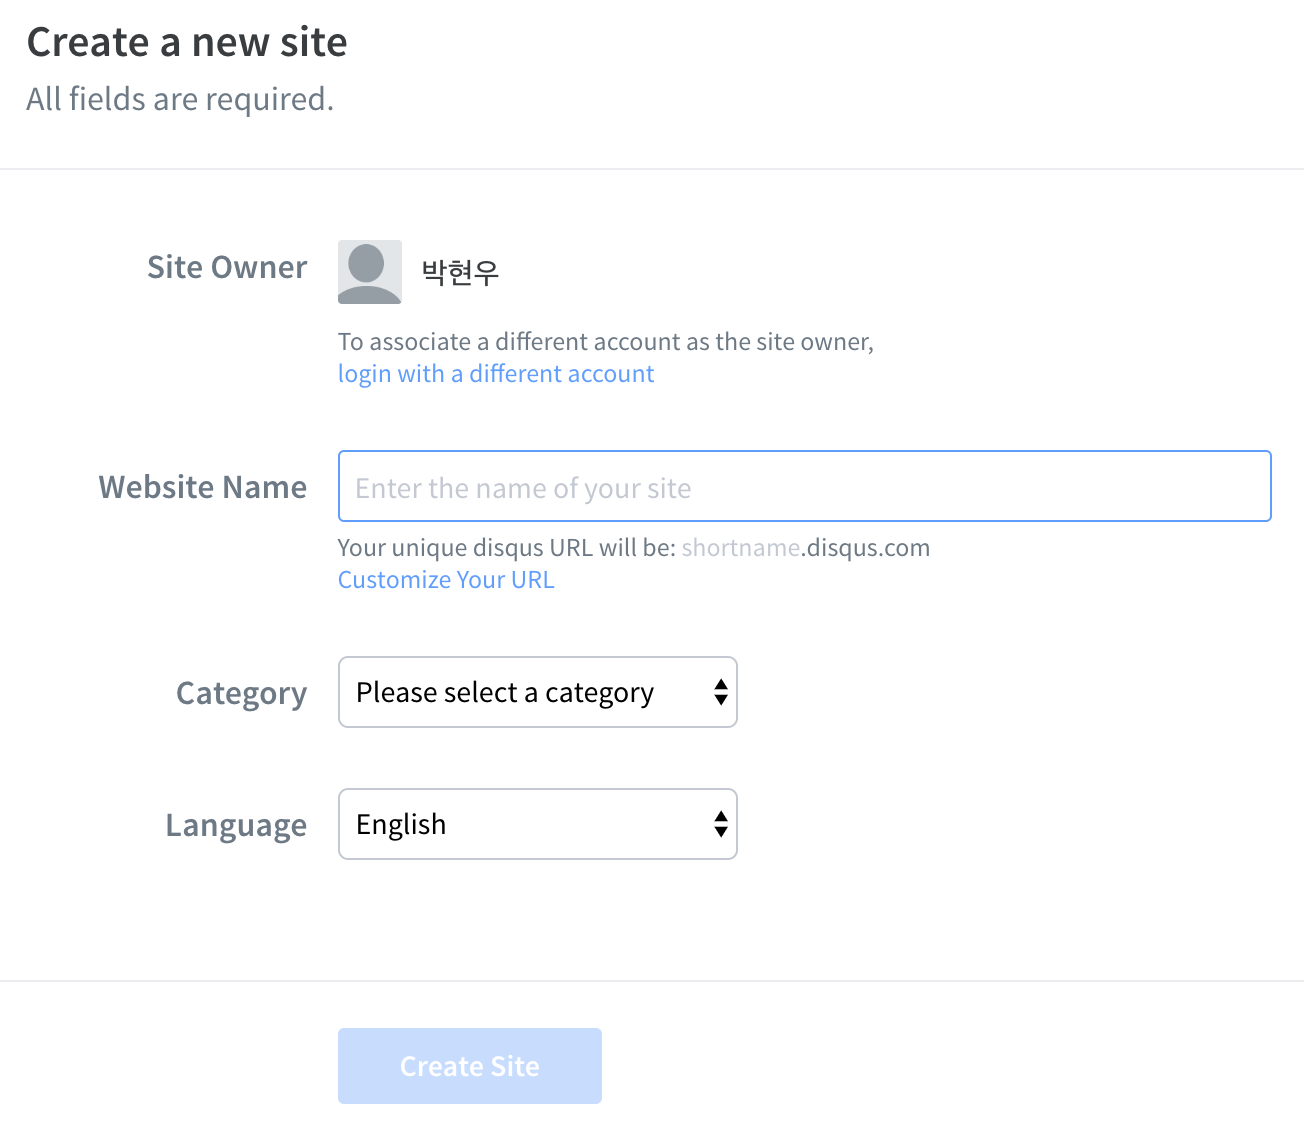 Create a new site
All fields are required.
Site Owner
박현우
To associate a different account as the site owner,
login with a different account
Website Name
Enter the name of your site
Your unique disqus URL will be: shortname.disqus.com
Customize Your URL
Category
Please select a category
Language
English
Create Site